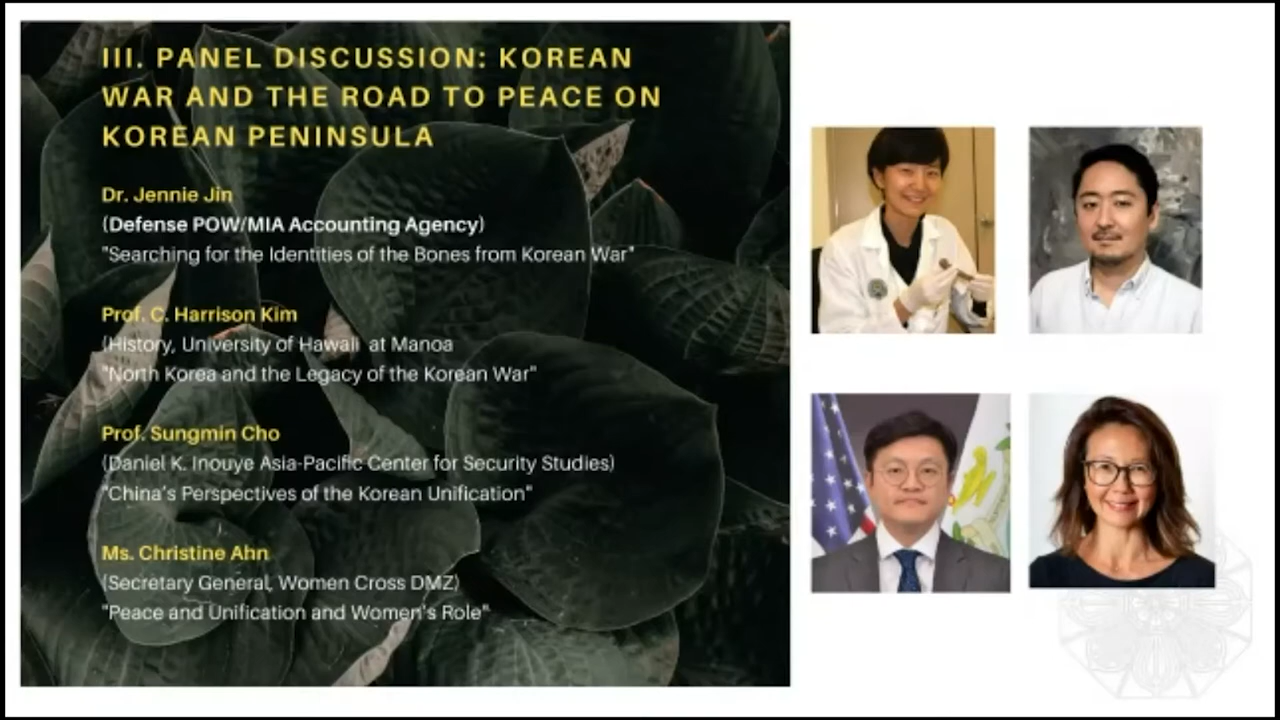 III. PANEL DISCUSSION: KOREAN
WAR AND THE ROAD TO PEACE ON
KOREAN PENINSULA
Dr. Jennie Jin
(Defense POW/MIA Accounting Agency)
"Searching for the Identities of the Bones from Korean War"
Prof. C. Harrison Kim
(History, University of Hawaii at Manoa
"North Korea and the Legacy of the Korean War"
Prof. Sungmin Cho
(Daniel K. Inouye Asia-Pacific Center for Security Studies)
"China's Perspectives of the Korean Unification"
Ms. Christine Ahn
(Secretary General, Women Cross DMZ)
"Peace and Unification and Women's Role"